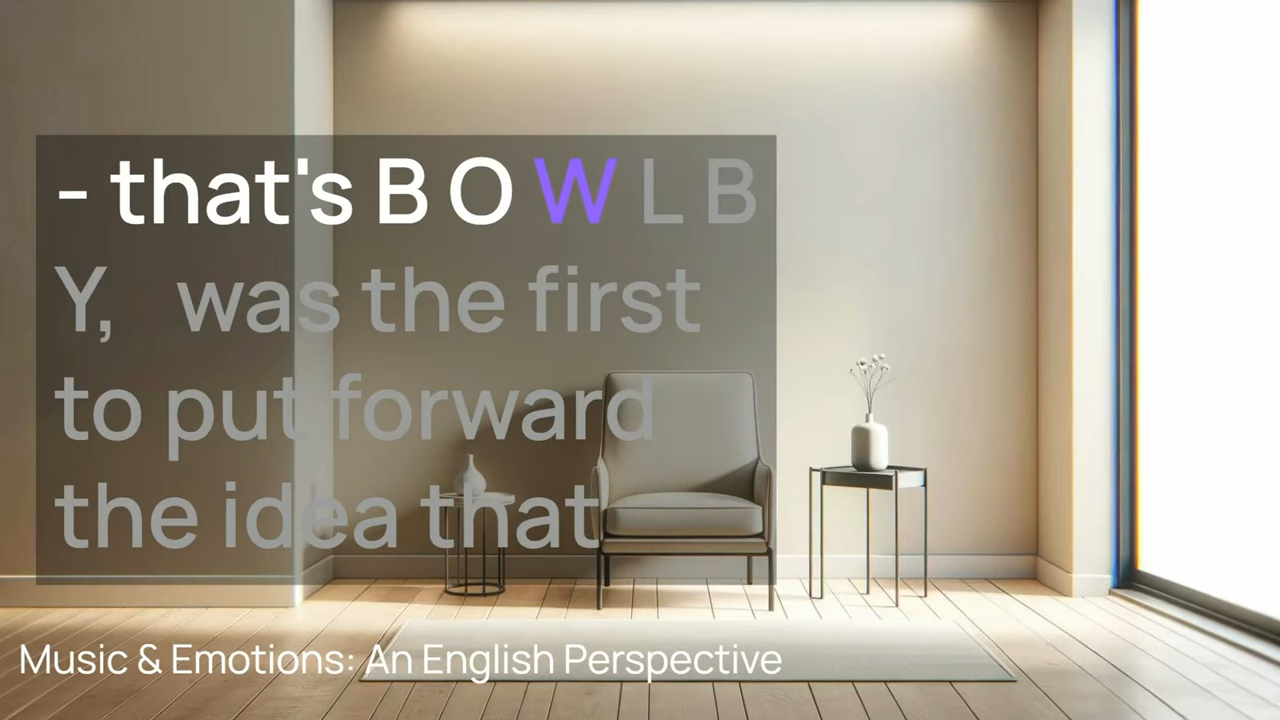 - that's B O W L B
Y, was the first
to put forward
the idea that
Music & Emotions: An English Perspective